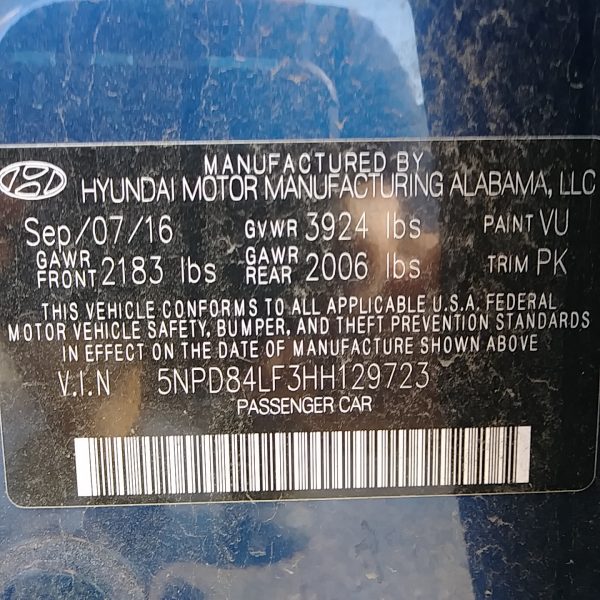 MANUFACTURED BY
HYUNDAI MOTOR MANUFACTURING ALABAMA, LLC
Sep/07/16 GVWR 3924 lbs PAINT VU
GAWR FRONT 2183 lbs GAWR REAR 2006 lbs TRIM PK
THIS VEHICLE CONFORMS TO ALL APPLICABLE U.S.A. FEDERAL
MOTOR VEHICLE SAFETY, BUMPER, AND THEFT PREVENTION STANDARDS
IN EFFECT ON THE DATE OF MANUFACTURE SHOWN ABOVE
V.I.N 5NPD84LF3HH129723
PASSENGER CAR